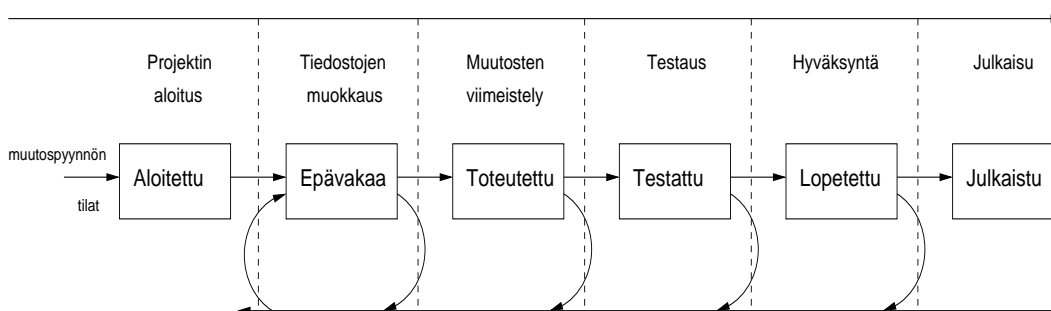 Projektin
aloitus
Tiedostojen
muokkaus
Muutosten
viimeistely
Testaus
Hyväksyntä
Julkaisu
muutospyynnön
tilat
Aloitettu
Epävakaa
Toteutettu
Testattu
Lopetettu
Julkaistu